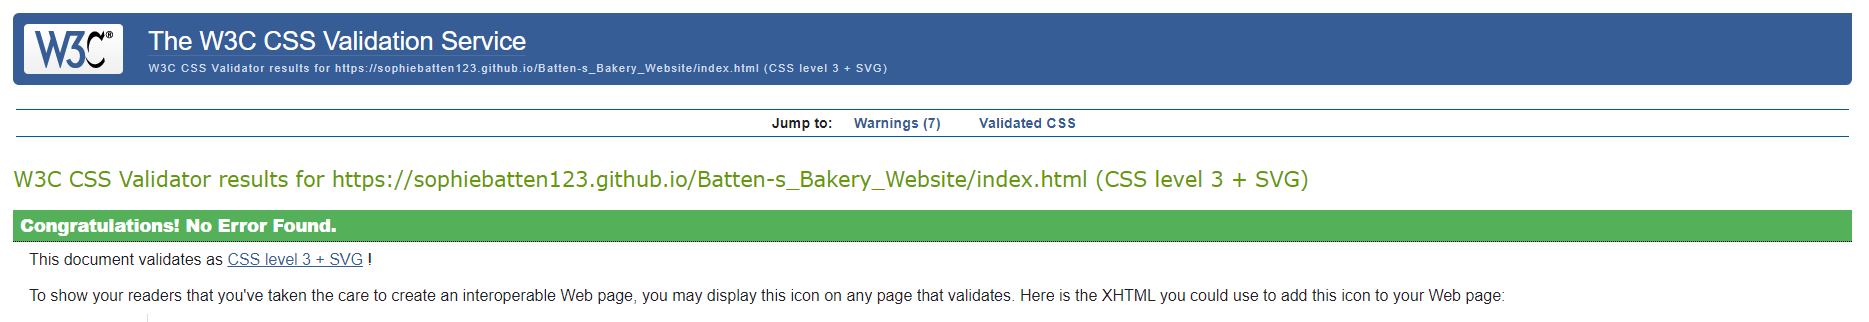 W3C®
The W3C CSS Validation Service
W3C CSS Validator results for https://sophiebatten123.github.io/Batten-s_Bakery_Website/index.html (CSS level 3 + SVG)
Jump to: Warnings (7) Validated CSS
W3C CSS Validator results for https://sophiebatten123.github.io/Batten-s_Bakery_Website/index.html (CSS level 3 + SVG)
Congratulations! No Error Found.
This document validates as CSS level 3 + SVG !
To show your readers that you've taken the care to create an interoperable Web page, you may display this icon on any page that validates. Here is the XHTML you could use to add this icon to your Web page: